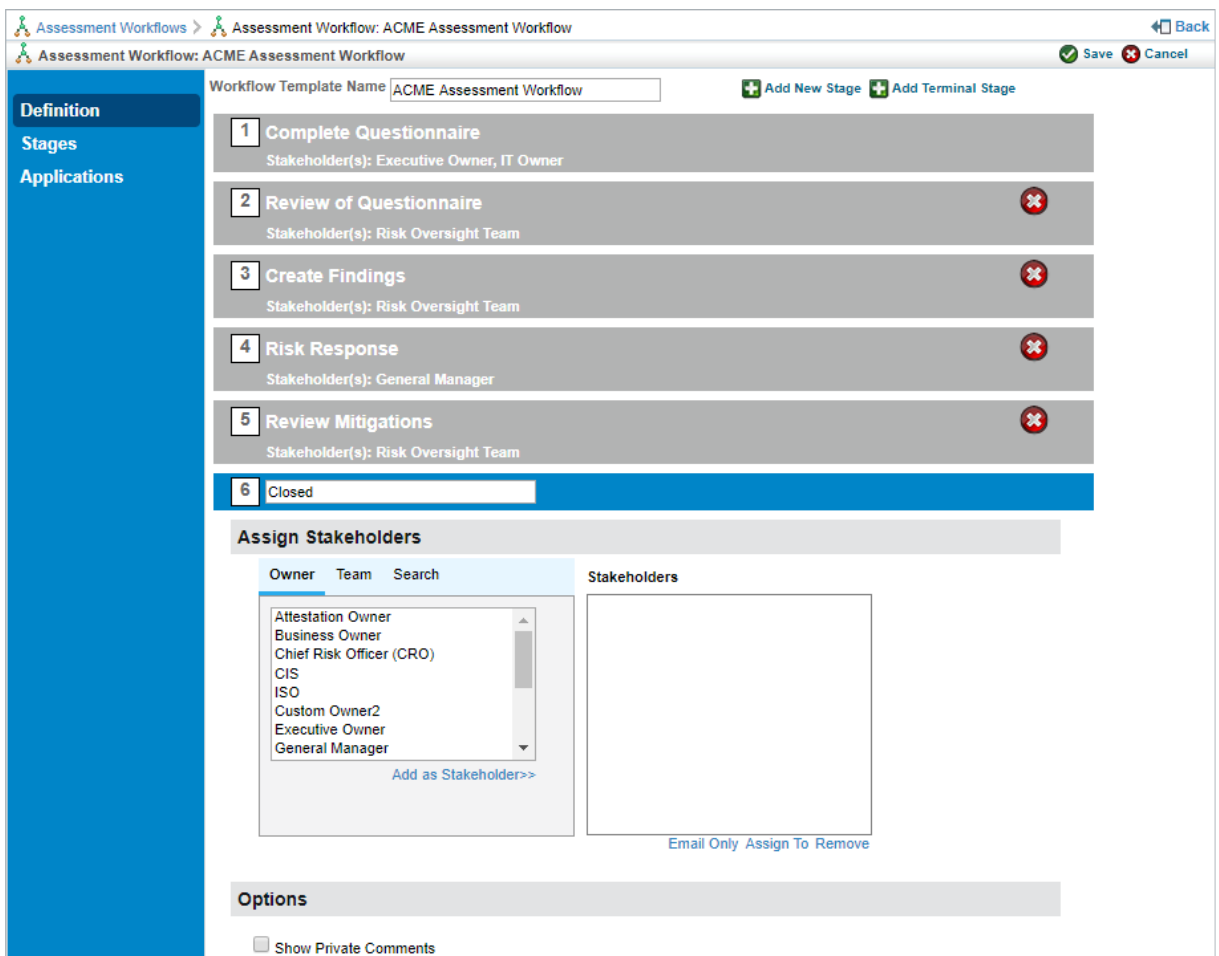 Assessment Workflows > Assessment Workflow: ACME Assessment Workflow Back
Assessment Workflow: ACME Assessment Workflow Save Cancel
Workflow Template Name ACME Assessment Workflow Add New Stage Add Terminal Stage
Definition
Stages
Applications
1 Complete Questionnaire
Stakeholder(s): Executive Owner, IT Owner
2 Review of Questionnaire
Stakeholder(s): Risk Oversight Team
3 Create Findings
Stakeholder(s): Risk Oversight Team
4 Risk Response
Stakeholder(s): General Manager
5 Review Mitigations
Stakeholder(s): Risk Oversight Team
6 Closed
Assign Stakeholders
Owner Team Search
Stakeholders
Attestation Owner
Business Owner
Chief Risk Officer (CRO)
CIS
ISO
Custom Owner2
Executive Owner
General Manager
Add as Stakeholder>>
Email Only Assign To Remove
Options
Show Private Comments